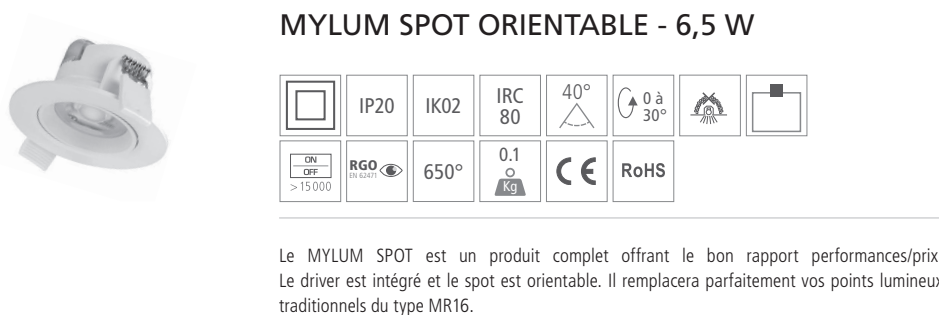 MYLUM SPOT ORIENTABLE - 6,5 W
IP20
IK02
IRC
80
40°
0 à
30°
ON
OFF
>15000
RG0
EN 62471
650°
0.1
Kg
CE
RoHS
Le MYLUM SPOT est un produit complet offrant le bon rapport performances/prix
Le driver est intégré et le spot est orientable. Il remplacera parfaitement vos points lumineux
traditionnels du type MR16.